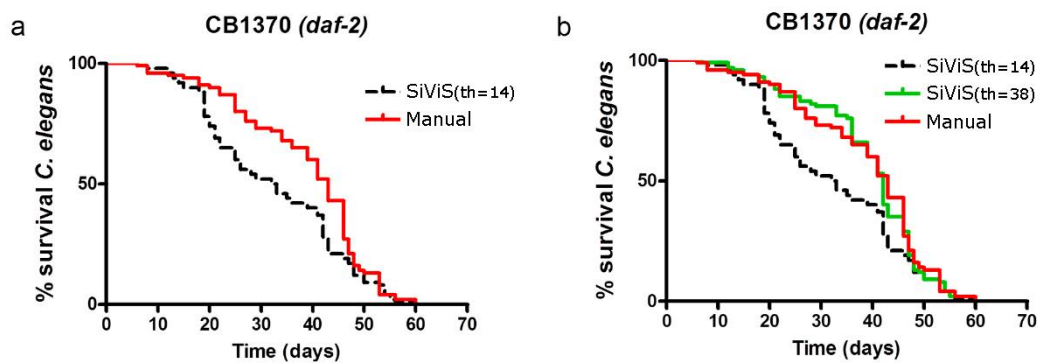 a
CB1370 (daf-2)
% survival C. elegans
100
50
0
0 10 20 30 40 50 60 70
Time (days)
SiViS(th=14)
Manual
b
CB1370 (daf-2)
% survival C. elegans
100
50
0
0 10 20 30 40 50 60 70
Time (days)
SiViS(th=14)
SiViS(th=38)
Manual